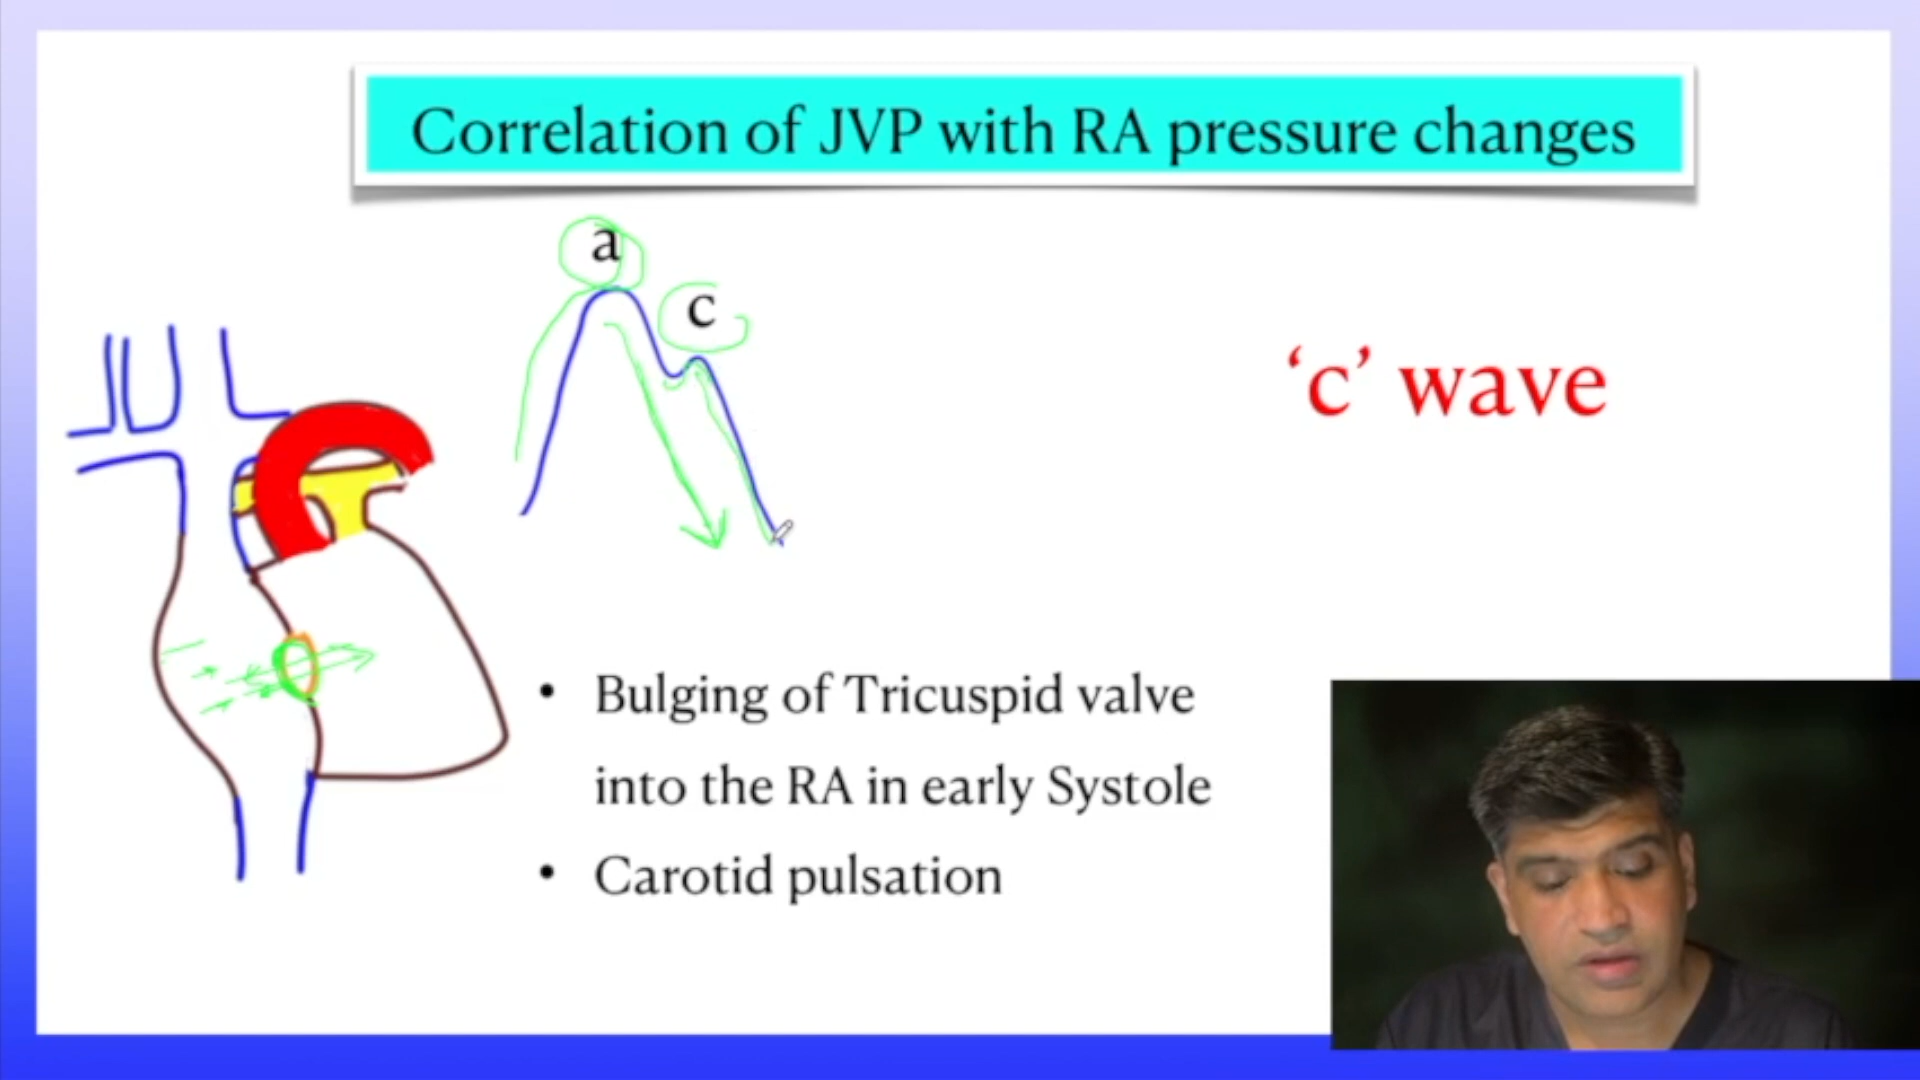 Correlation of JVP with RA pressure changes
a
c
‘c’ wave
• Bulging of Tricuspid valve
into the RA in early Systole
• Carotid pulsation